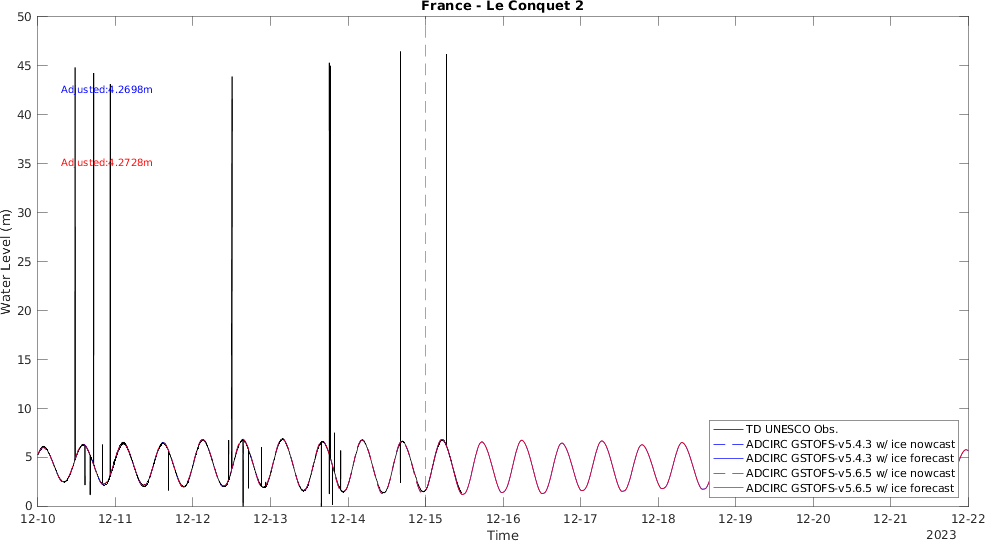 France - Le Conquet 2
50
45
40
35
30
25
20
15
10
5
0
Water Level (m)
Adjusted:4.2698m
Adjusted:4.2728m
TD UNESCO Obs.
ADCIRC GSTOFS-v5.4.3 w/ ice nowcast
ADCIRC GSTOFS-v5.4.3 w/ ice forecast
ADCIRC GSTOFS-v5.6.5 w/ ice nowcast
ADCIRC GSTOFS-v5.6.5 w/ ice forecast
12-10 12-11 12-12 12-13 12-14 12-15 12-16 12-17 12-18 12-19 12-20 12-21 12-22
Time
2023